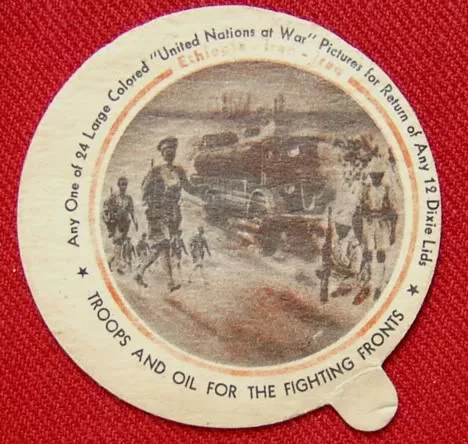 Any One of 24 Large Colored "United Nations at War" Pictures for Return of Any 12 Dixie Lids
Ethiopia - Iran - Iraq
★ TROOPS AND OIL FOR THE FIGHTING FRONTS ★